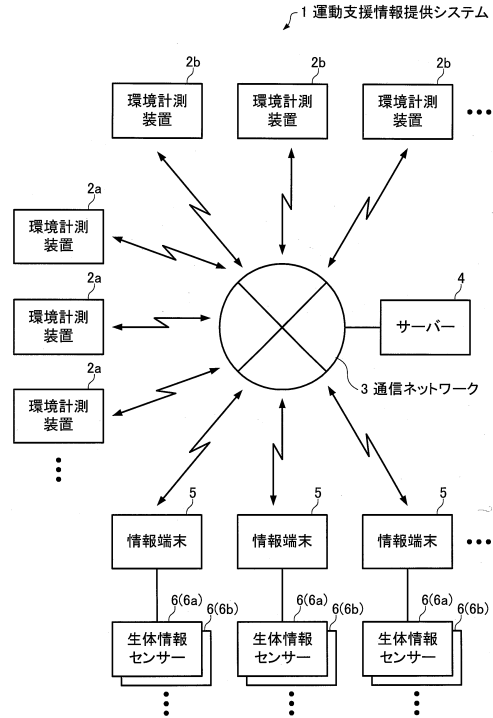 1 運動支援情報提供システム
2b
2b
2b
環境計測
装置
環境計測
装置
環境計測
装置
2a
環境計測
装置
2a
環境計測
装置
2a
環境計測
装置
4
サーバー
3 通信ネットワーク
5
5
5
情報端末
情報端末
情報端末
6(6a)
6(6b)
6(6a)
6(6b)
6(6a)
6(6b)
生体情報
センサー
生体情報
センサー
生体情報
センサー